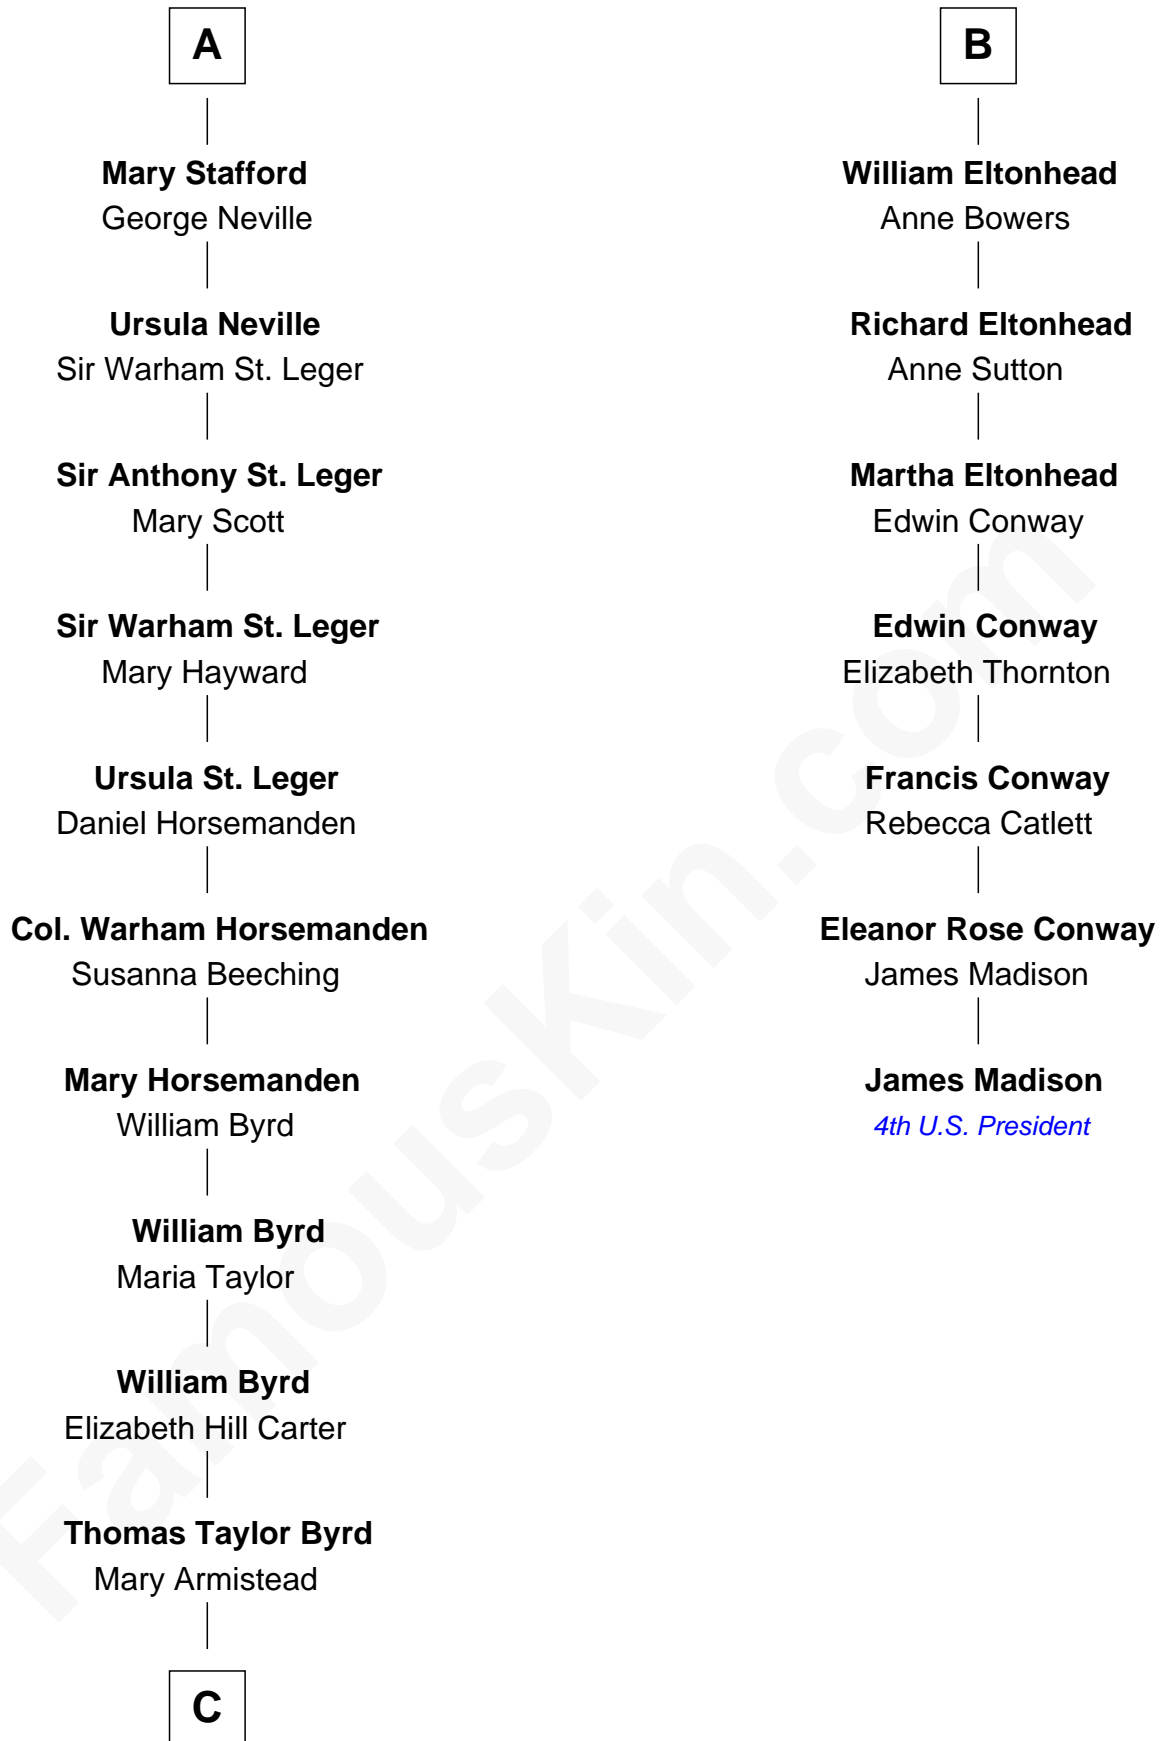 A
Mary Stafford
George Neville
Ursula Neville
Sir Warham St. Leger
Sir Anthony St. Leger
Mary Scott
Sir Warham St. Leger
Mary Hayward
Ursula St. Leger
Daniel Horsemanden
Col. Warham Horsemanden
Susanna Beeching
Mary Horsemanden
William Byrd
William Byrd
Maria Taylor
William Byrd
Elizabeth Hill Carter
Thomas Taylor Byrd
Mary Armistead
C
B
William Eltonhead
Anne Bowers
Richard Eltonhead
Anne Sutton
Martha Eltonhead
Edwin Conway
Edwin Conway
Elizabeth Thornton
Francis Conway
Rebecca Catlett
Eleanor Rose Conway
James Madison
James Madison
4th U.S. President
FamousKin.com